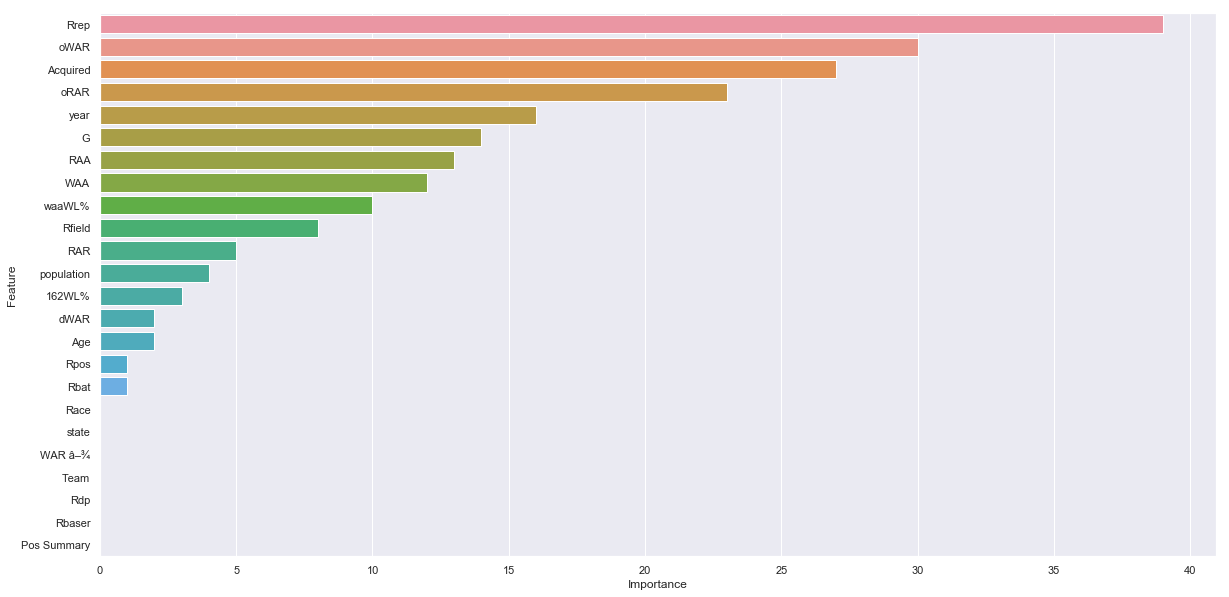 Rrep
oWAR
Acquired
oRAR
year
G
RAA
WAA
waaWL%
Rfield
RAR
population
162WL%
dWAR
Age
Rpos
Rbat
Race
state
WAR â–¾
Team
Rdp
Rbaser
Pos Summary
Feature
0 5 10 15 20 25 30 35 40
Importance